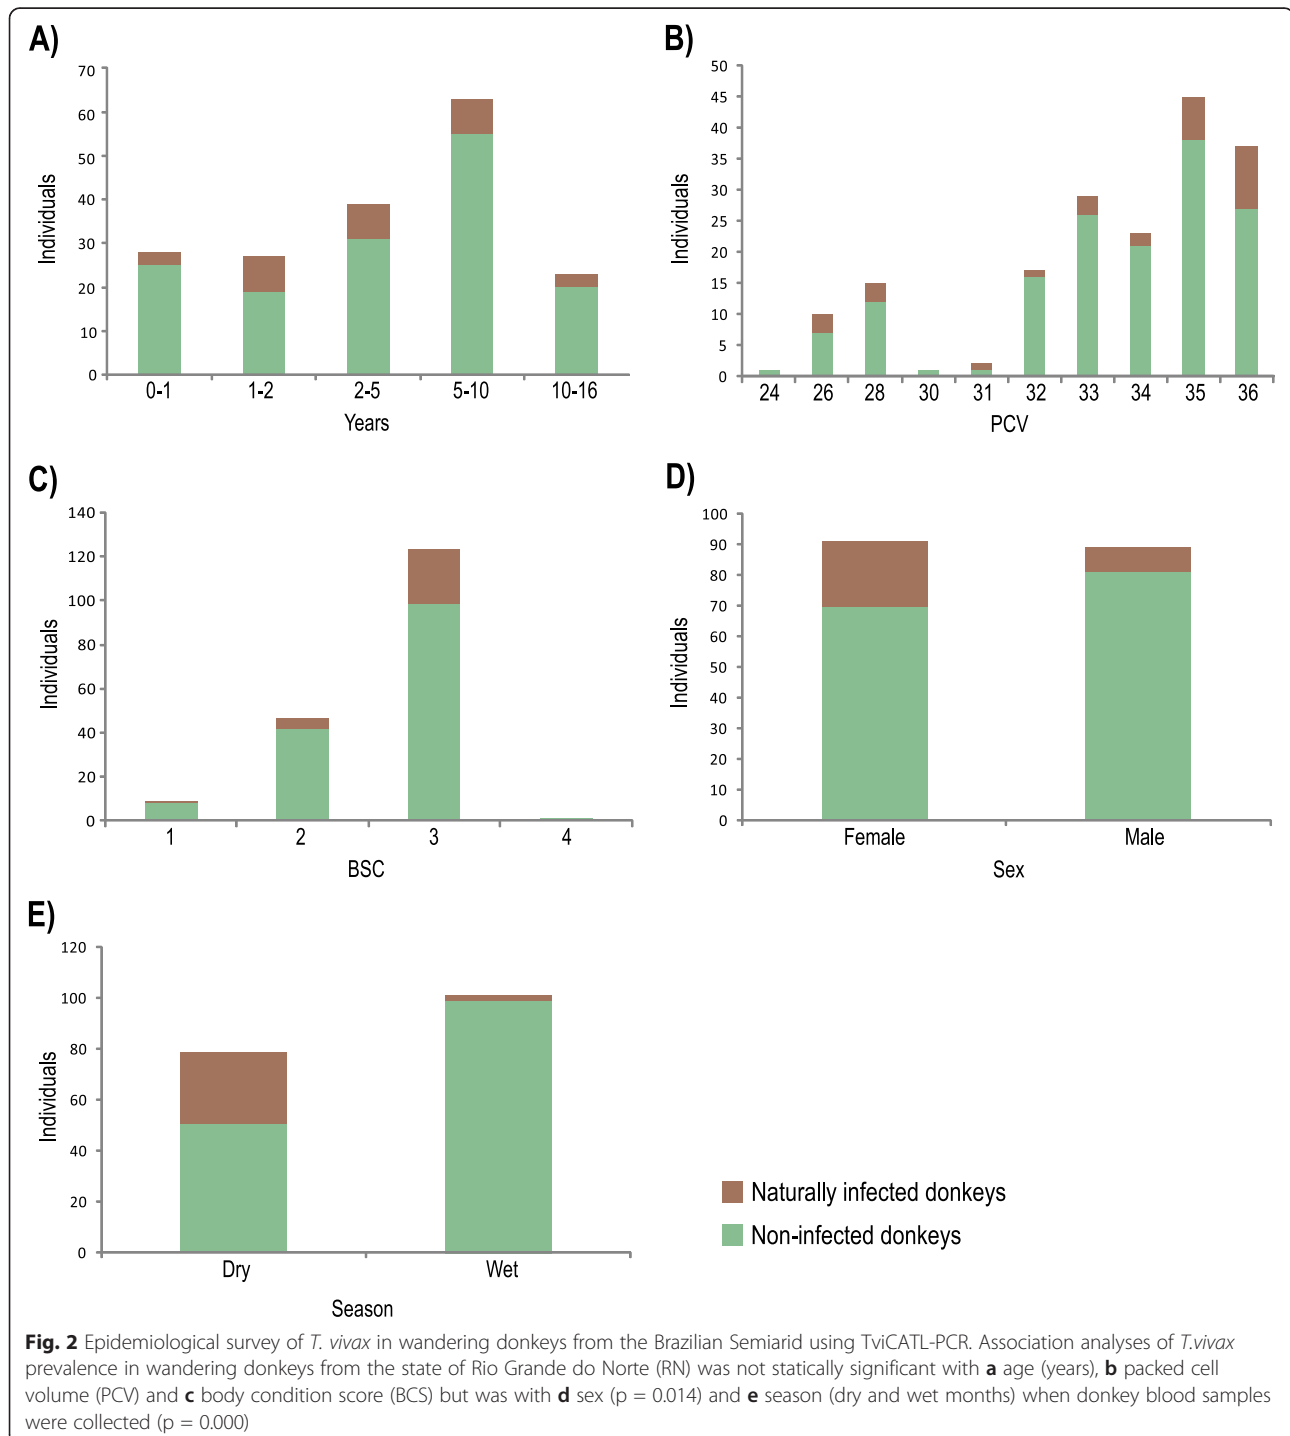 A)
70
60
50
40
30
20
10
0
Individuals
0-1 1-2 2-5 5-10 10-16
Years
B)
50
45
40
35
30
25
20
15
10
5
0
Individuals
24 26 28 30 31 32 33 34 35 36
PCV
C)
140
120
100
80
60
40
20
0
Individuals
1 2 3 4
BSC
D)
100
90
80
70
60
50
40
30
20
10
0
Individuals
Female Male
Sex
E)
120
100
80
60
40
20
0
Individuals
Dry Wet
Season
Naturally infected donkeys
Non-infected donkeys
Fig. 2 Epidemiological survey of T. vivax in wandering donkeys from the Brazilian Semiarid using TviCATL-PCR. Association analyses of T.vivax
prevalence in wandering donkeys from the state of Rio Grande do Norte (RN) was not statically significant with a age (years), b packed cell
volume (PCV) and c body condition score (BCS) but was with d sex (p = 0.014) and e season (dry and wet months) when donkey blood samples
were collected (p = 0.000)